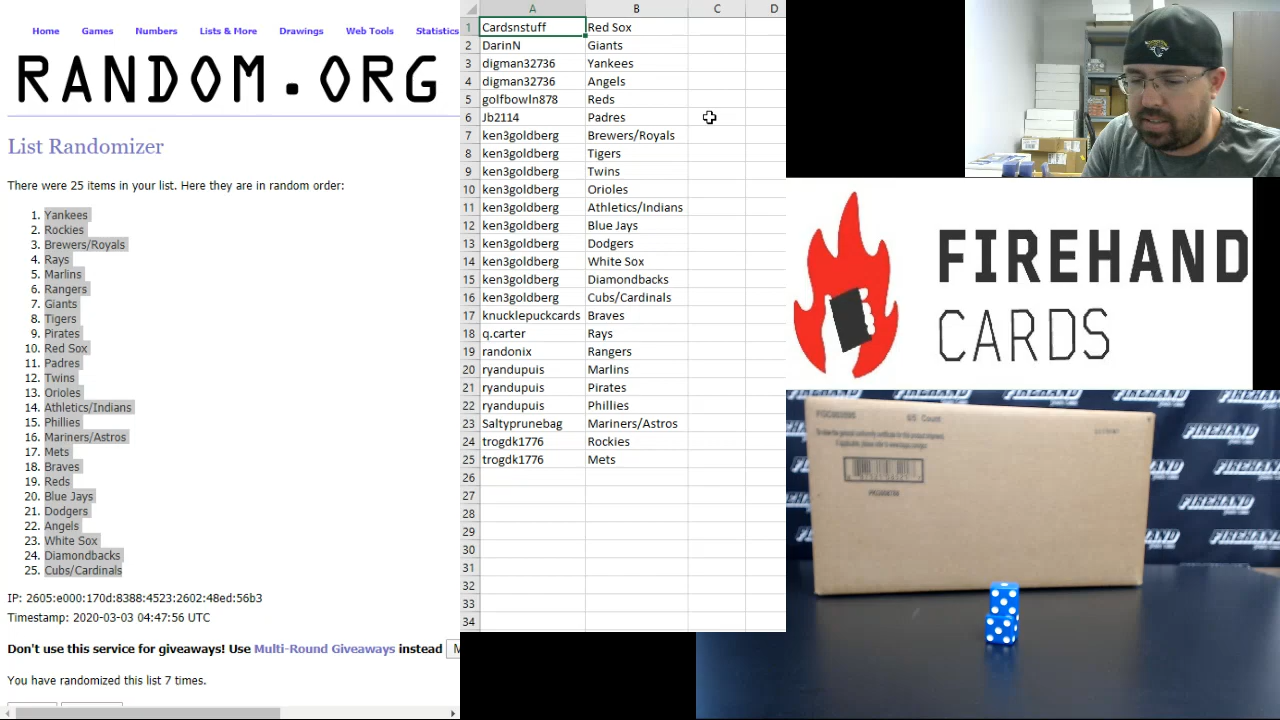 Home Games Numbers Lists & More Drawings Web Tools Statistics
RANDOM.ORG
List Randomizer
There were 25 items in your list. Here they are in random order:
1. Yankees
2. Rockies
3. Brewers/Royals
4. Rays
5. Marlins
6. Rangers
7. Giants
8. Tigers
9. Pirates
10. Red Sox
11. Padres
12. Twins
13. Orioles
14. Athletics/Indians
15. Phillies
16. Mariners/Astros
17. Mets
18. Braves
19. Reds
20. Blue Jays
21. Dodgers
22. Angels
23. White Sox
24. Diamondbacks
25. Cubs/Cardinals
IP: 2605:e000:170d:8388:4523:2602:48ed:56b3
Timestamp: 2020-03-03 04:47:56 UTC
Don't use this service for giveaways! Use Multi-Round Giveaways instead
You have randomized this list 7 times.
A B C D
1 Cardsnstuff Red Sox
2 DarinN Giants
3 digman32736 Yankees
4 digman32736 Angels
5 golfbowln878 Reds
6 Jb2114 Padres
7 ken3goldberg Brewers/Royals
8 ken3goldberg Tigers
9 ken3goldberg Twins
10 ken3goldberg Orioles
11 ken3goldberg Athletics/Indians
12 ken3goldberg Blue Jays
13 ken3goldberg Dodgers
14 ken3goldberg White Sox
15 ken3goldberg Diamondbacks
16 ken3goldberg Cubs/Cardinals
17 knucklepuckcards Braves
18 q.carter Rays
19 randonix Rangers
20 ryandupuis Marlins
21 ryandupuis Pirates
22 ryandupuis Phillies
23 Saltyprunebag Mariners/Astros
24 trogdk1776 Rockies
25 trogdk1776 Mets
26
27
28
29
30
31
32
33
34
FIREHAND
CARDS
FIREHAND
FIREHAND
FIREHAND